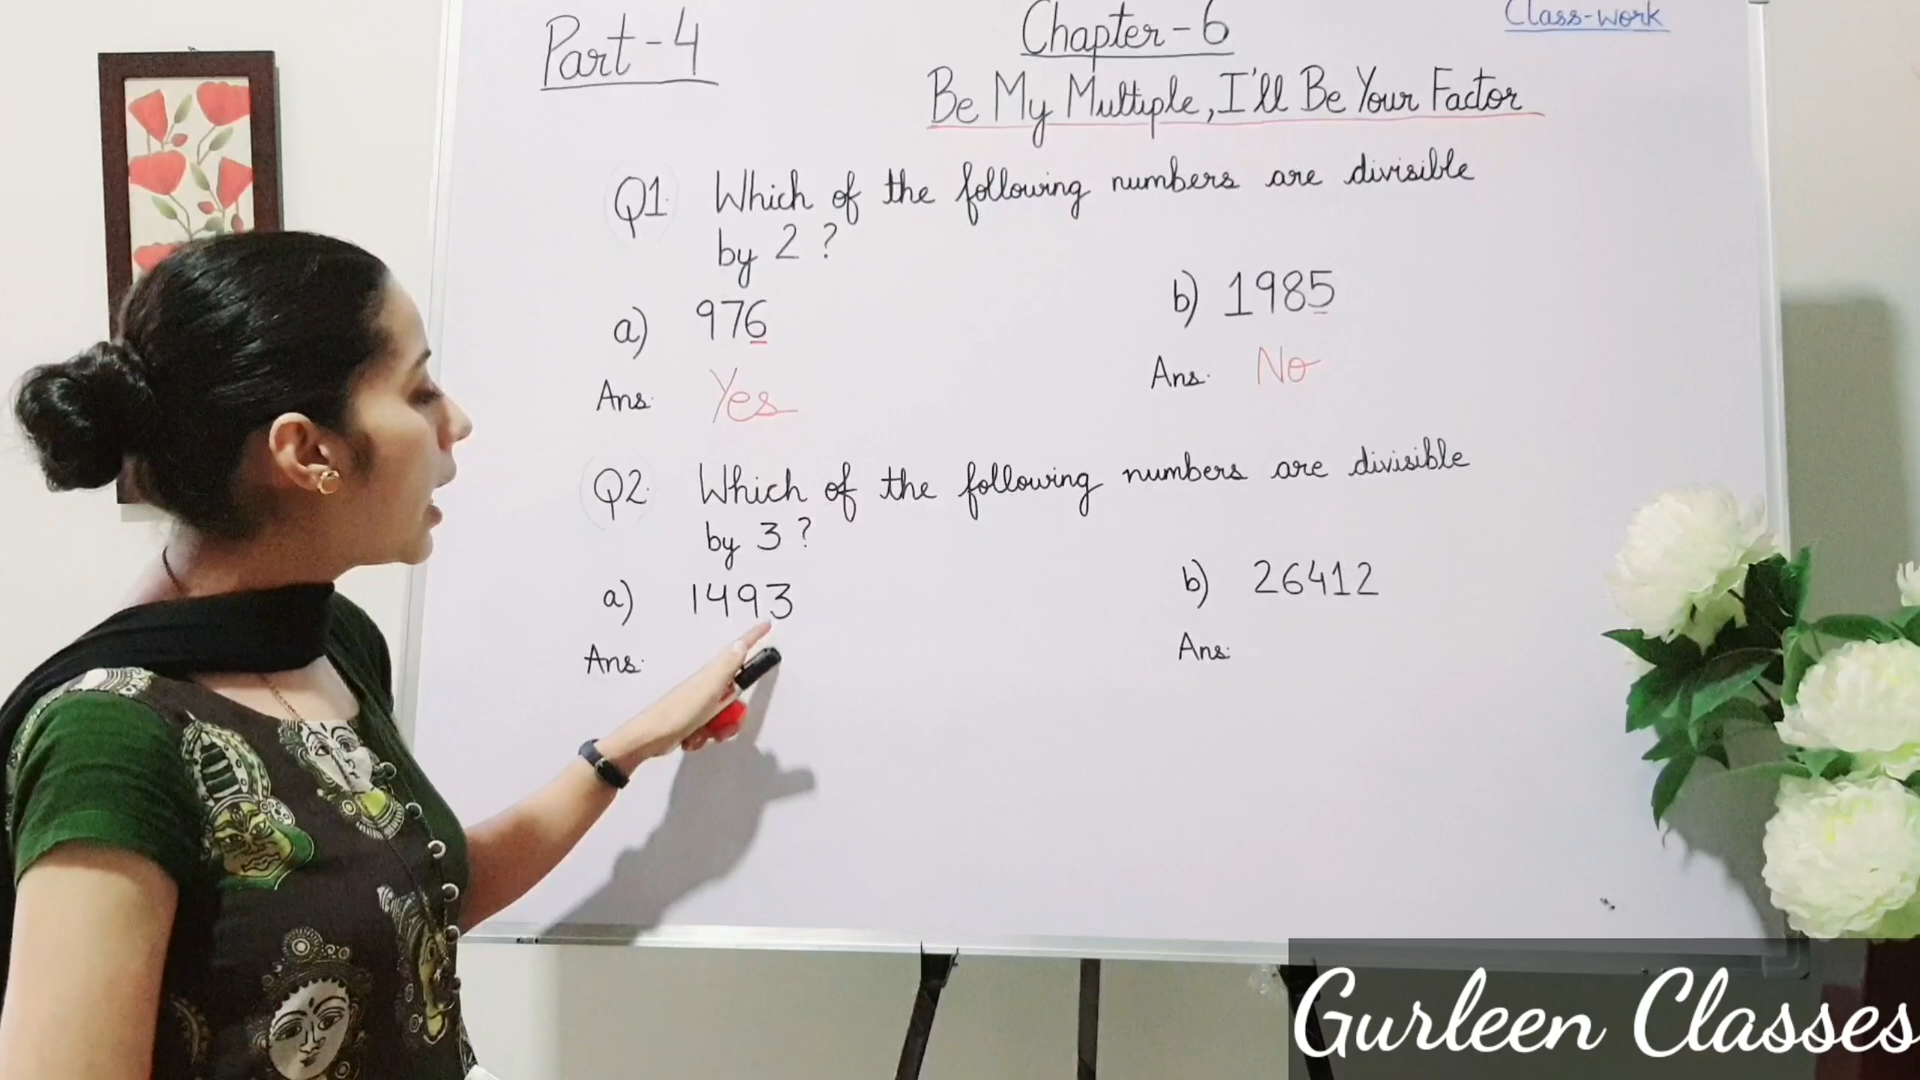 Part-4
Chapter-6
Class-work
Be My Multiple, I'll Be Your Factor
Q1. Which of the following numbers are divisible
by 2 ?
a) 976
b) 1985
Ans. Yes
Ans. No
Q2. Which of the following numbers are divisible
by 3 ?
a) 1493
b) 26412
Ans.
Ans.
Gurleen Classes